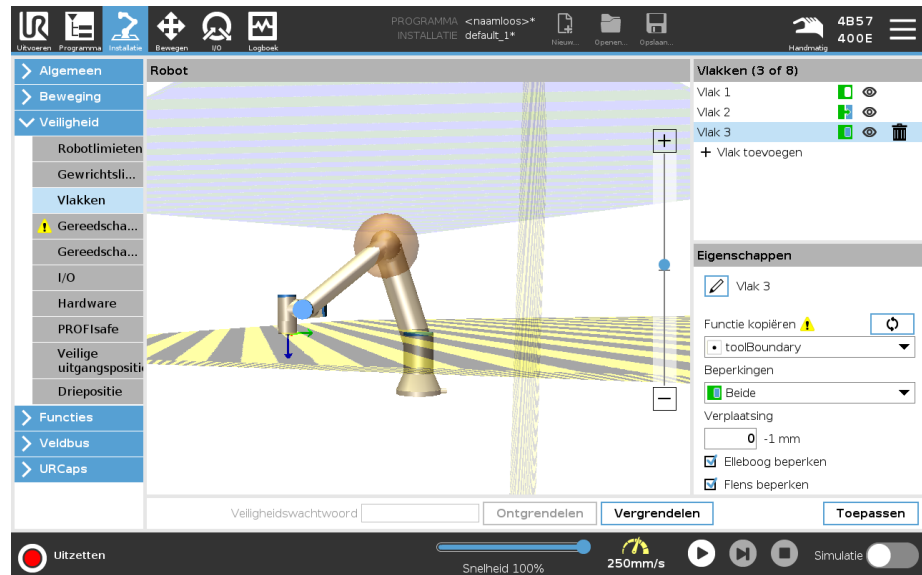 PROGRAMMA <naamloos>*
INSTALLATIE default_1*
UR
Uitvoeren Programma Installatie Bewegen I/O Logboek
Nieuw... Openen... Opslaan...
Handmatig
4B57
400E
Algemeen
Beweging
Veiligheid
Robotlimieten
Gewrichtsli...
Vlakken
Gereedscha...
Gereedscha...
I/O
Hardware
PROFIsafe
Veilige
uitgangspositi
Driepositie
Functies
Veldbus
URCaps
Robot
+
−
Vlakken (3 of 8)
Vlak 1
Vlak 2
Vlak 3
+ Vlak toevoegen
Eigenschappen
Vlak 3
Functie kopiëren
toolBoundary
Beperkingen
Beide
Verplaatsing
0 -1 mm
Elleboog beperken
Flens beperken
Veiligheidswachtwoord Ontgrendelen Vergrendelen Toepassen
Uitzetten
Snelheid 100%
250mm/s
Simulatie